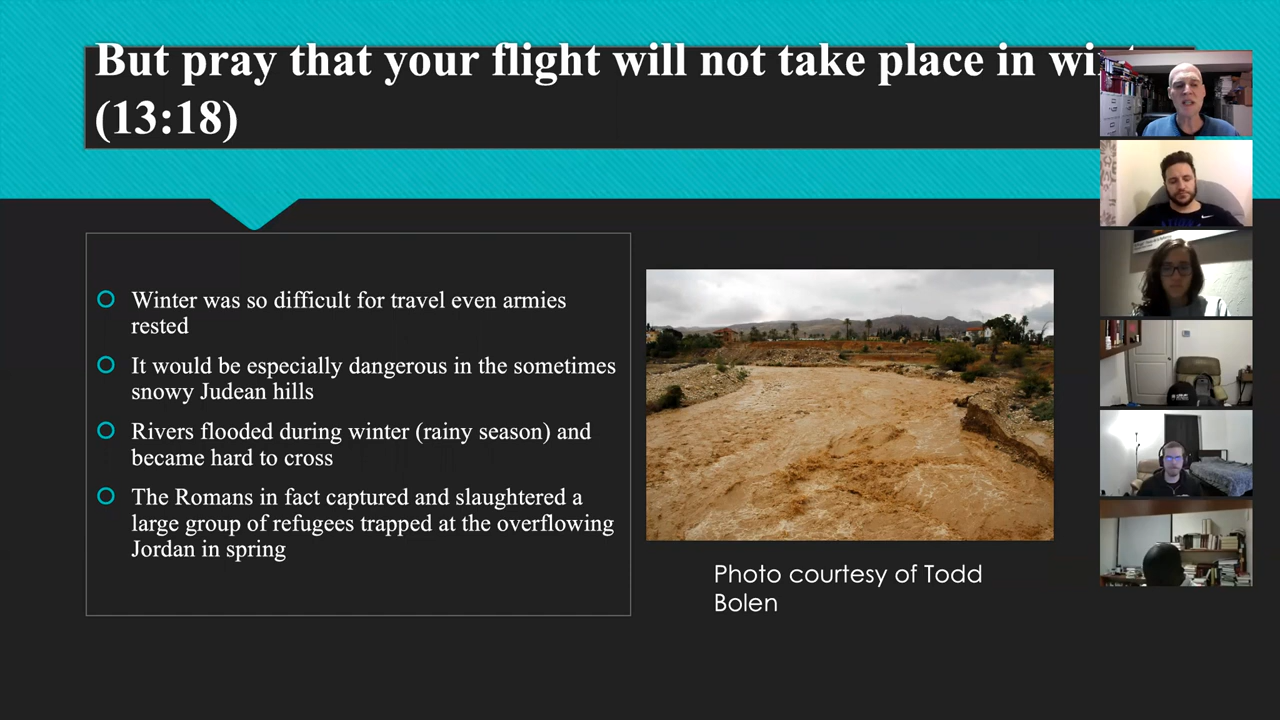 But pray that your flight will not take place in
(13:18)
Winter was so difficult for travel even armies
rested
It would be especially dangerous in the sometimes
snowy Judean hills
Rivers flooded during winter (rainy season) and
became hard to cross
The Romans in fact captured and slaughtered a
large group of refugees trapped at the overflowing
Jordan in spring
Photo courtesy of Todd
Bolen